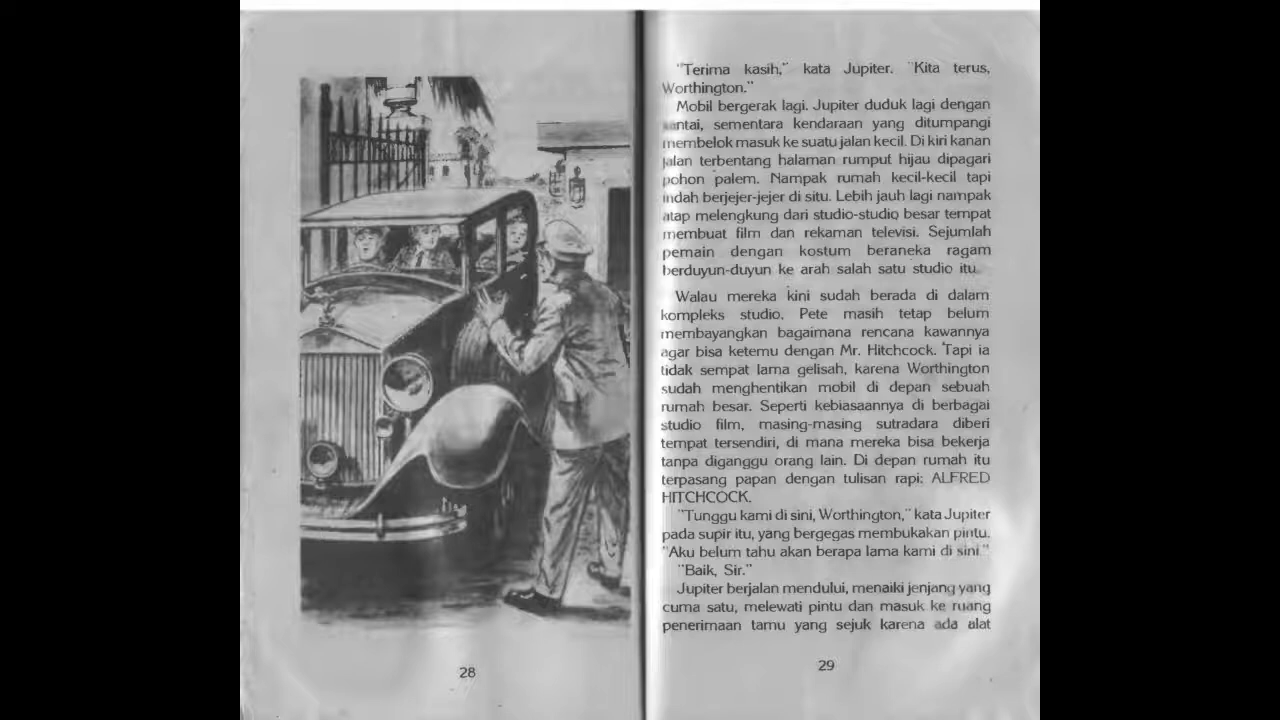 "Terima kasih," kata Jupiter. "Kita terus,
Worthington."
Mobil bergerak lagi. Jupiter duduk lagi dengan
santai, sementara kendaraan yang ditumpangi
membelok masuk ke suatu jalan kecil. Di kiri kanan
jalan terbentang halaman rumput hijau dipagari
pohon palem. Nampak rumah kecil-kecil tapi
indah berjejer-jejer di situ. Lebih jauh lagi nampak
atap melengkung dari studio-studio besar tempat
membuat film dan rekaman televisi. Sejumlah
pemain dengan kostum beraneka ragam
berduyun-duyun ke arah salah satu studio itu.
Walau mereka kini sudah berada di dalam
kompleks studio, Pete masih tetap belum
membayangkan bagaimana rencana kawannya
agar bisa ketemu dengan Mr. Hitchcock. Tapi ia
tidak sempat lama gelisah, karena Worthington
sudah menghentikan mobil di depan sebuah
rumah besar. Seperti kebiasaannya di berbagai
studio film, masing-masing sutradara diberi
tempat tersendiri, di mana mereka bisa bekerja
tanpa diganggu orang lain. Di depan rumah itu
terpasang papan dengan tulisan rapi: ALFRED
HITCHCOCK.
"Tunggu kami di sini, Worthington," kata Jupiter
pada supir itu, yang bergegas membukakan pintu.
"Aku belum tahu akan berapa lama kami di sini."
"Baik, Sir."
Jupiter berjalan mendului, menaiki jenjang yang
cuma satu, melewati pintu dan masuk ke ruang
penerimaan tamu yang sejuk karena ada alat
28
29